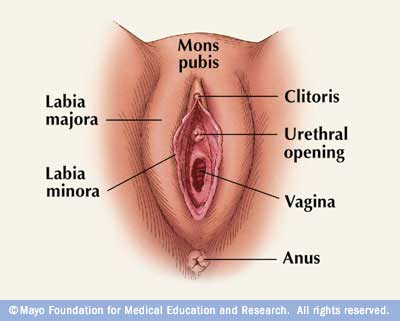 Mons
pubis
Labia
majora
Clitoris
Urethral
opening
Labia
minora
Vagina
Anus
© Mayo Foundation for Medical Education and Research. All rights reserved.